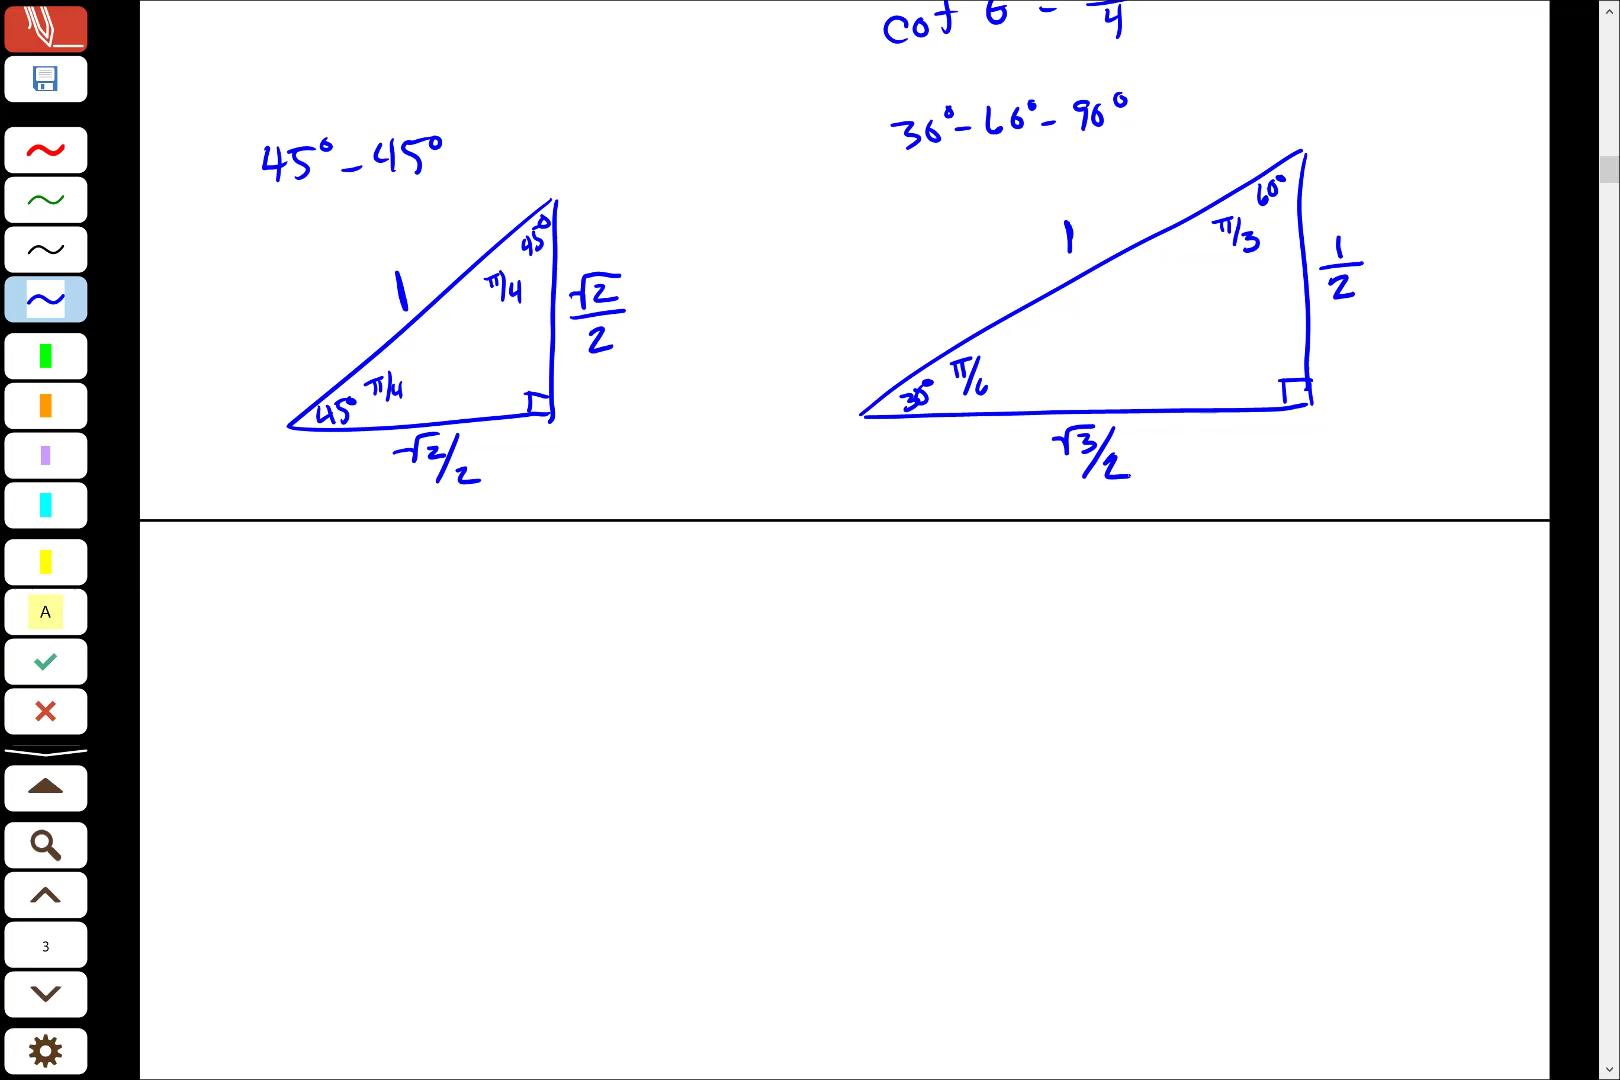 cot θ = /4
45° - 45°
45°
π/4
1
√2/2
π/4
45°
√2/2
30° - 60° - 90°
60°
π/3
1
1/2
π/6
30°
√3/2
A
3